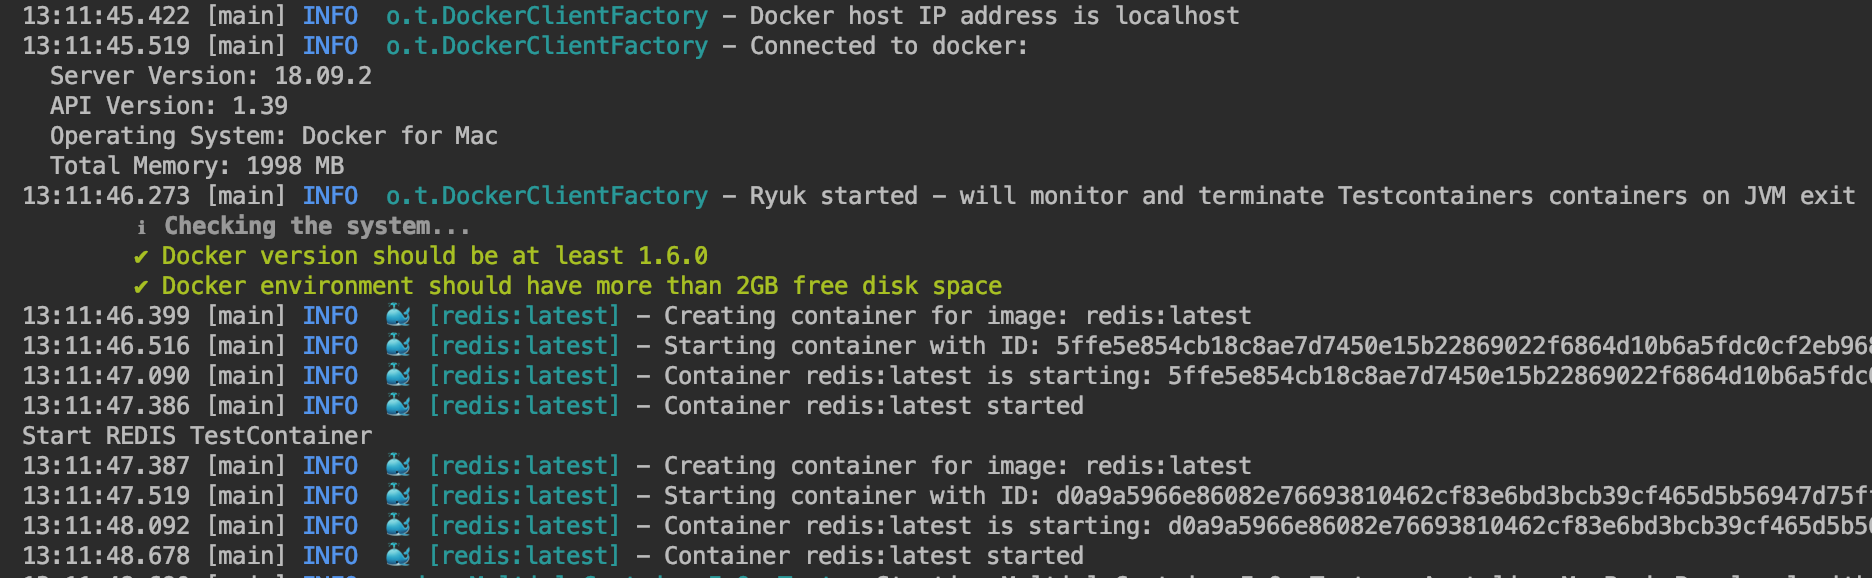 13:11:45.422 [main] INFO  o.t.DockerClientFactory – Docker host IP address is localhost
13:11:45.519 [main] INFO  o.t.DockerClientFactory – Connected to docker:
  Server Version: 18.09.2
  API Version: 1.39
  Operating System: Docker for Mac
  Total Memory: 1998 MB
13:11:46.273 [main] INFO  o.t.DockerClientFactory – Ryuk started – will monitor and terminate Testcontainers containers on JVM exit
        ℹ Checking the system...
        ✔ Docker version should be at least 1.6.0
        ✔ Docker environment should have more than 2GB free disk space
13:11:46.399 [main] INFO  🐳 [redis:latest] – Creating container for image: redis:latest
13:11:46.516 [main] INFO  🐳 [redis:latest] – Starting container with ID: 5ffe5e854cb18c8ae7d7450e15b22869022f6864d10b6a5fdc0cf2eb968
13:11:47.090 [main] INFO  🐳 [redis:latest] – Container redis:latest is starting: 5ffe5e854cb18c8ae7d7450e15b22869022f6864d10b6a5fdc0
13:11:47.386 [main] INFO  🐳 [redis:latest] – Container redis:latest started
Start REDIS TestContainer
13:11:47.387 [main] INFO  🐳 [redis:latest] – Creating container for image: redis:latest
13:11:47.519 [main] INFO  🐳 [redis:latest] – Starting container with ID: d0a9a5966e86082e76693810462cf83e6bd3bcb39cf465d5b56947d75f
13:11:48.092 [main] INFO  🐳 [redis:latest] – Container redis:latest is starting: d0a9a5966e86082e76693810462cf83e6bd3bcb39cf465d5b5
13:11:48.678 [main] INFO  🐳 [redis:latest] – Container redis:latest started